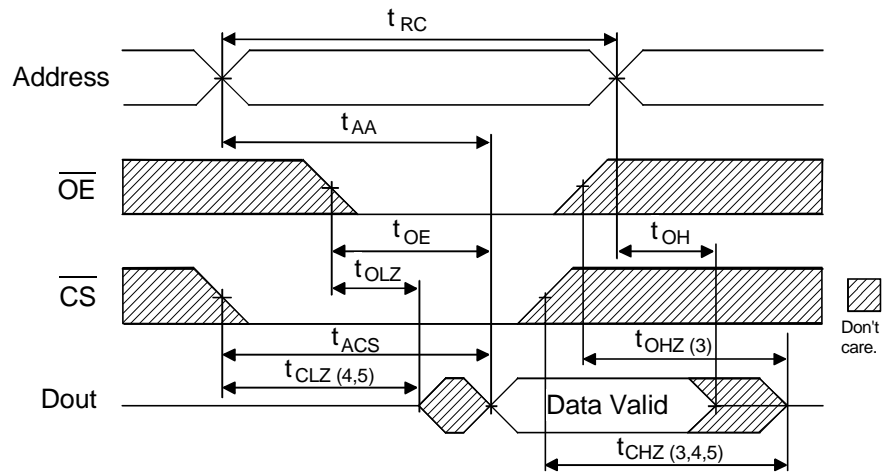 t RC
Address
t AA
OE
t OE
t OH
t OLZ
CS
Don't
care.
t ACS
t OHZ (3)
t CLZ (4,5)
Dout
Data Valid
t CHZ (3,4,5)